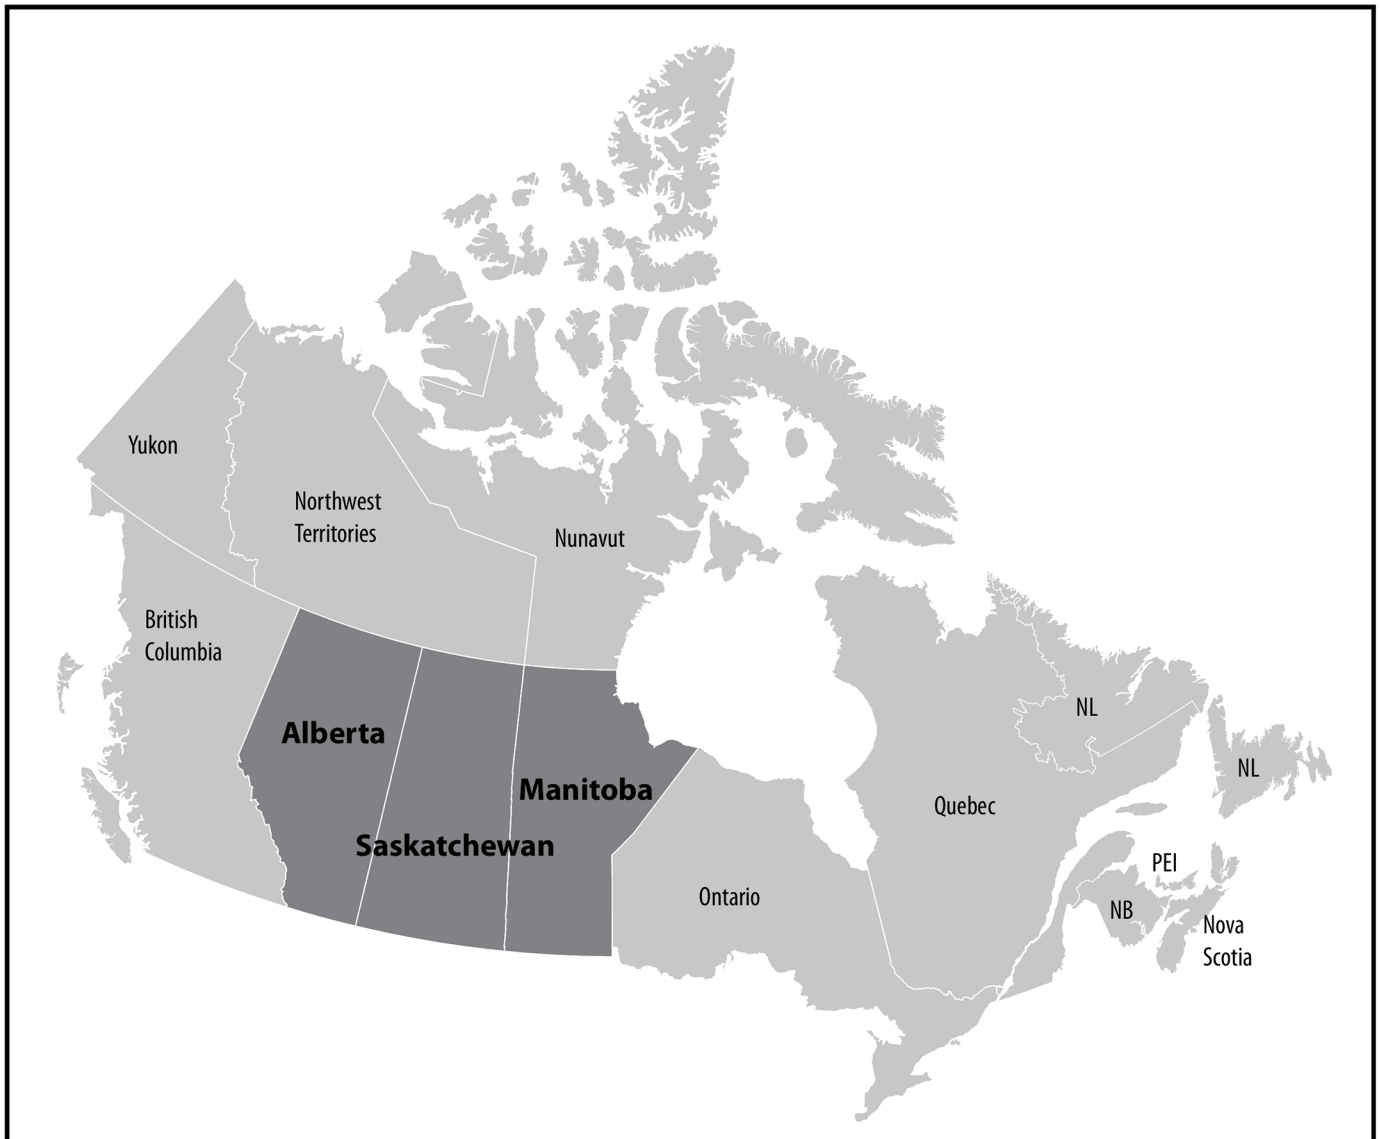 Yukon
Northwest
Territories
Nunavut
British
Columbia
Alberta
Manitoba
Saskatchewan
Ontario
Quebec
NL
NL
PEI
NB
Nova
Scotia